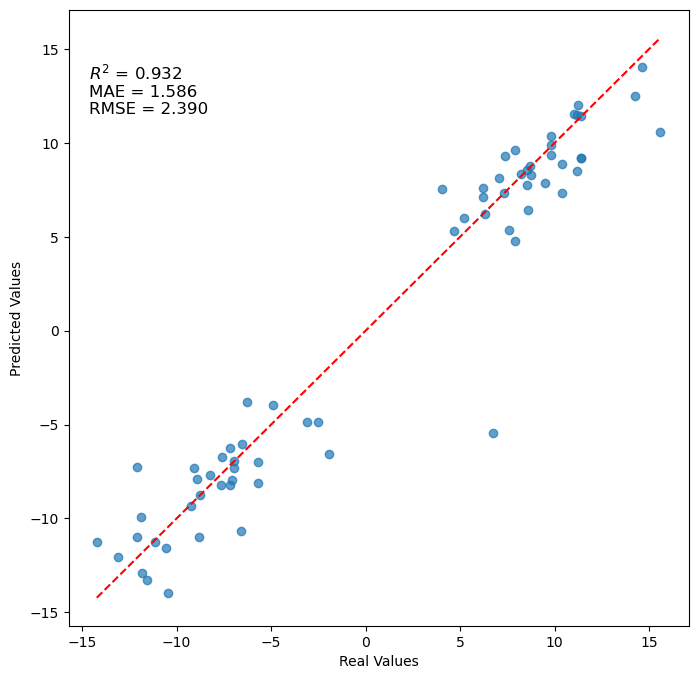 R² = 0.932
MAE = 1.586
RMSE = 2.390
15
10
5
0
−5
−10
−15
Predicted Values
−15 −10 −5 0 5 10 15
Real Values